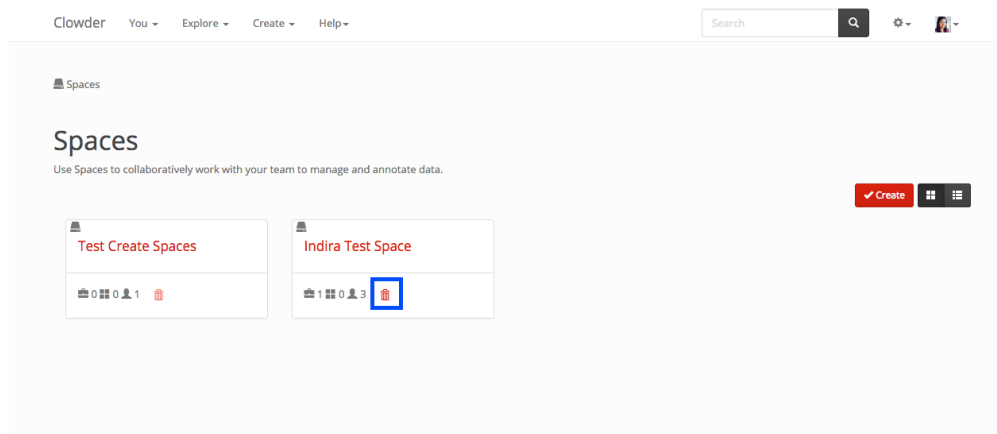 Clowder You Explore Create Help Search
Spaces
Spaces
Use Spaces to collaboratively work with your team to manage and annotate data.
Create
Test Create Spaces Indira Test Space
0 0 1 1 0 3